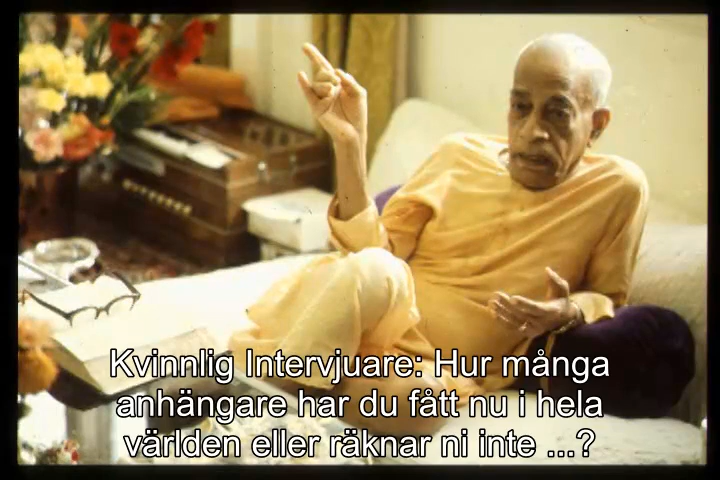 Kvinnlig Intervjuare: Hur många
anhängare har du fått nu i hela
världen eller räknar ni inte ...?